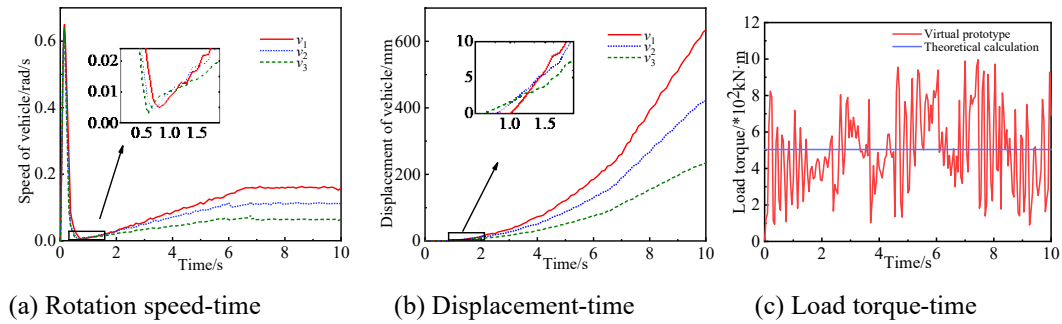 Speed of vehicle/rad/s
0.6
0.4
0.2
0.0
0 2 4 6 8 10
Time/s
v1
v2
v3
0.02
0.01
0.00
0.5 1.0 1.5
Displacement of vehicle/mm
600
400
200
0
0 2 4 6 8 10
Time/s
v1
v2
v3
10
5
0
1.0 1.5
Load torque/* 10^2kN·m
12
10
8
6
4
2
0
0 2 4 6 8 10
Time/s
Virtual prototype
Theoretical calculation
(a) Rotation speed-time
(b) Displacement-time
(c) Load torque-time